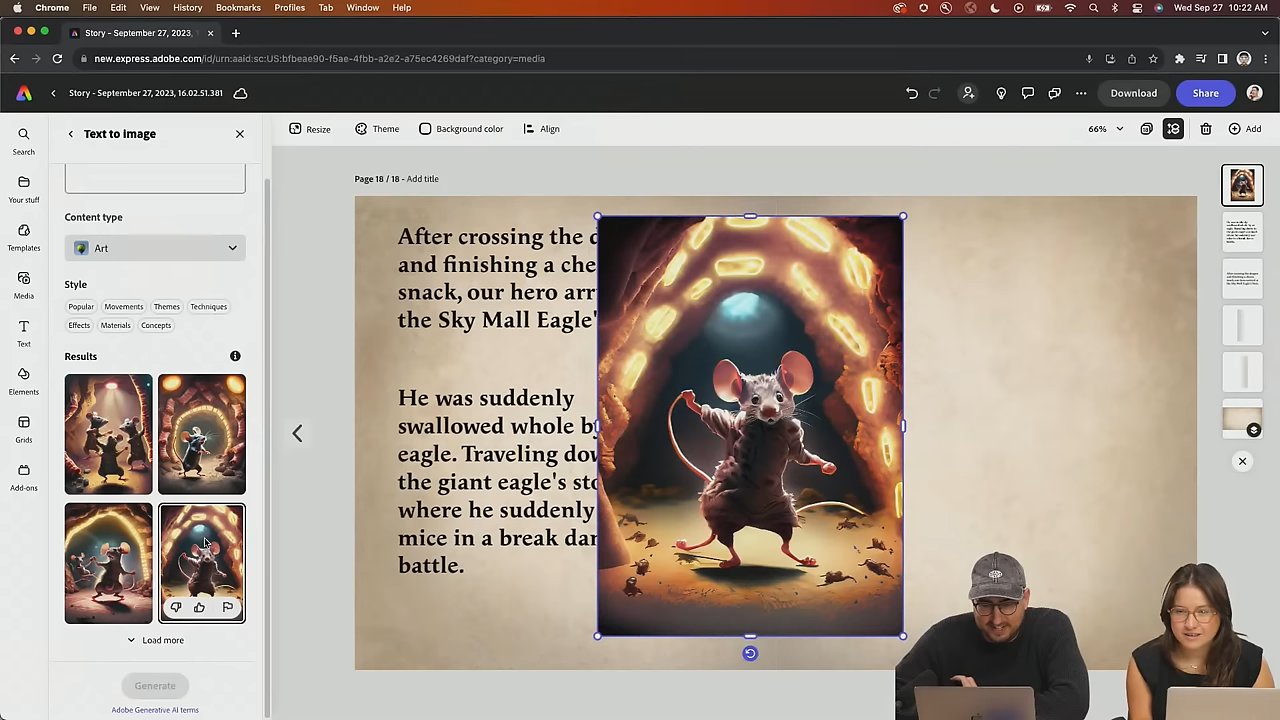 Chrome File Edit View History Bookmarks Profiles Tab Window Help Wed Sep 27 10:22 AM
Story - September 27, 2023,
new.express.adobe.com/id/urn:aaid:sc:US:bfbeae90-f5ae-4fbb-a2e2-a75ec4269daf?category=media
Story - September 27, 2023, 16.02.51.381 Download Share
Search
Your stuff
Templates
Media
Text
Elements
Grids
Add-ons
Text to image
Content type
Art
Style
Popular Movements Themes Techniques
Effects Materials Concepts
Results
Load more
Generate
Adobe Generative AI terms
Resize Theme Background color Align 66% Add
Page 18 / 18 - Add title
After crossing the d
and finishing a che
snack, our hero arr
the Sky Mall Eagle'
He was suddenly
swallowed whole by
eagle. Traveling dow
the giant eagle's sto
where he suddenly
mice in a break dan
battle.